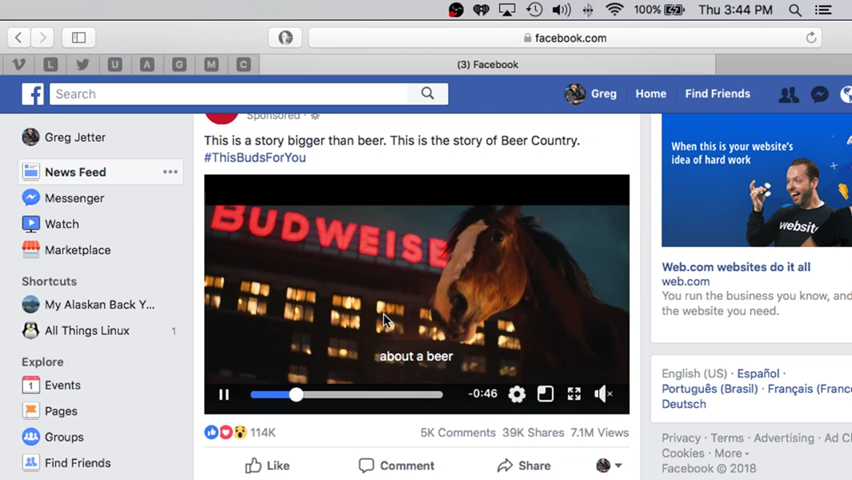 100% Thu 3:44 PM
facebook.com
L U A G M C
(3) Facebook
Search
Greg Home Find Friends
Greg Jetter
News Feed
Messenger
Watch
Marketplace
Shortcuts
My Alaskan Back Y...
All Things Linux 1
Explore
1 Events
Pages
Groups
Find Friends
Sponsored ·
This is a story bigger than beer. This is the story of Beer Country.
#ThisBudsForYou
BUDWEISE
about a beer
-0:46
114K 5K Comments 39K Shares 7.1M Views
Like Comment Share
When this is your website's
idea of hard work
website
Web.com websites do it all
web.com
You run the business you know, and
the website you need.
English (US) · Español ·
Português (Brasil) · Français (France
Deutsch
Privacy · Terms · Advertising · Ad Ch
Cookies · More
Facebook © 2018